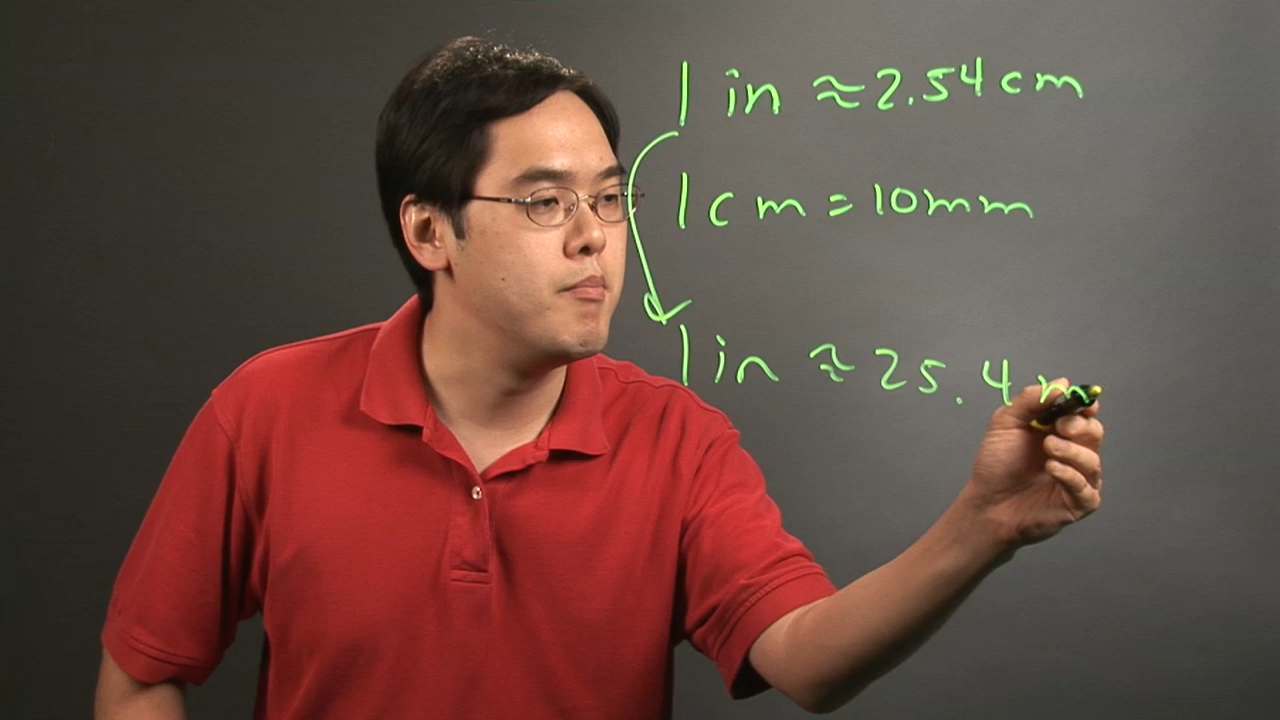 1 in ≈ 2.54 cm
1 cm = 10 mm
1 in ≈ 25.4 m